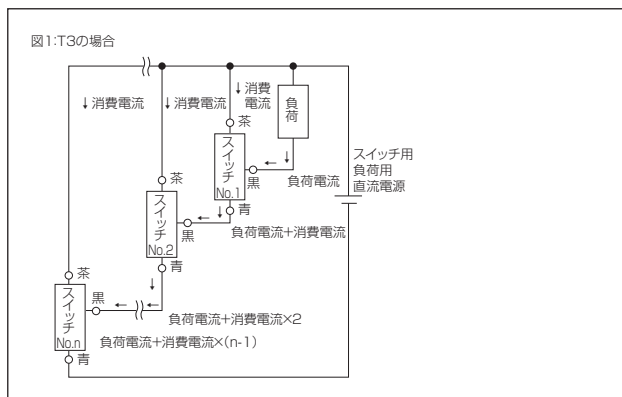 図1:T3の場合
↓消費電流
↓消費電流
↓消費
電流
負荷
茶
スイッチ
No.1
黒
負荷電流
青
スイッチ用
負荷用
直流電源
茶
スイッチ
No.2
黒
負荷電流+消費電流
青
茶
スイッチ
No.n
黒
負荷電流+消費電流×2
負荷電流+消費電流×(n-1)
青